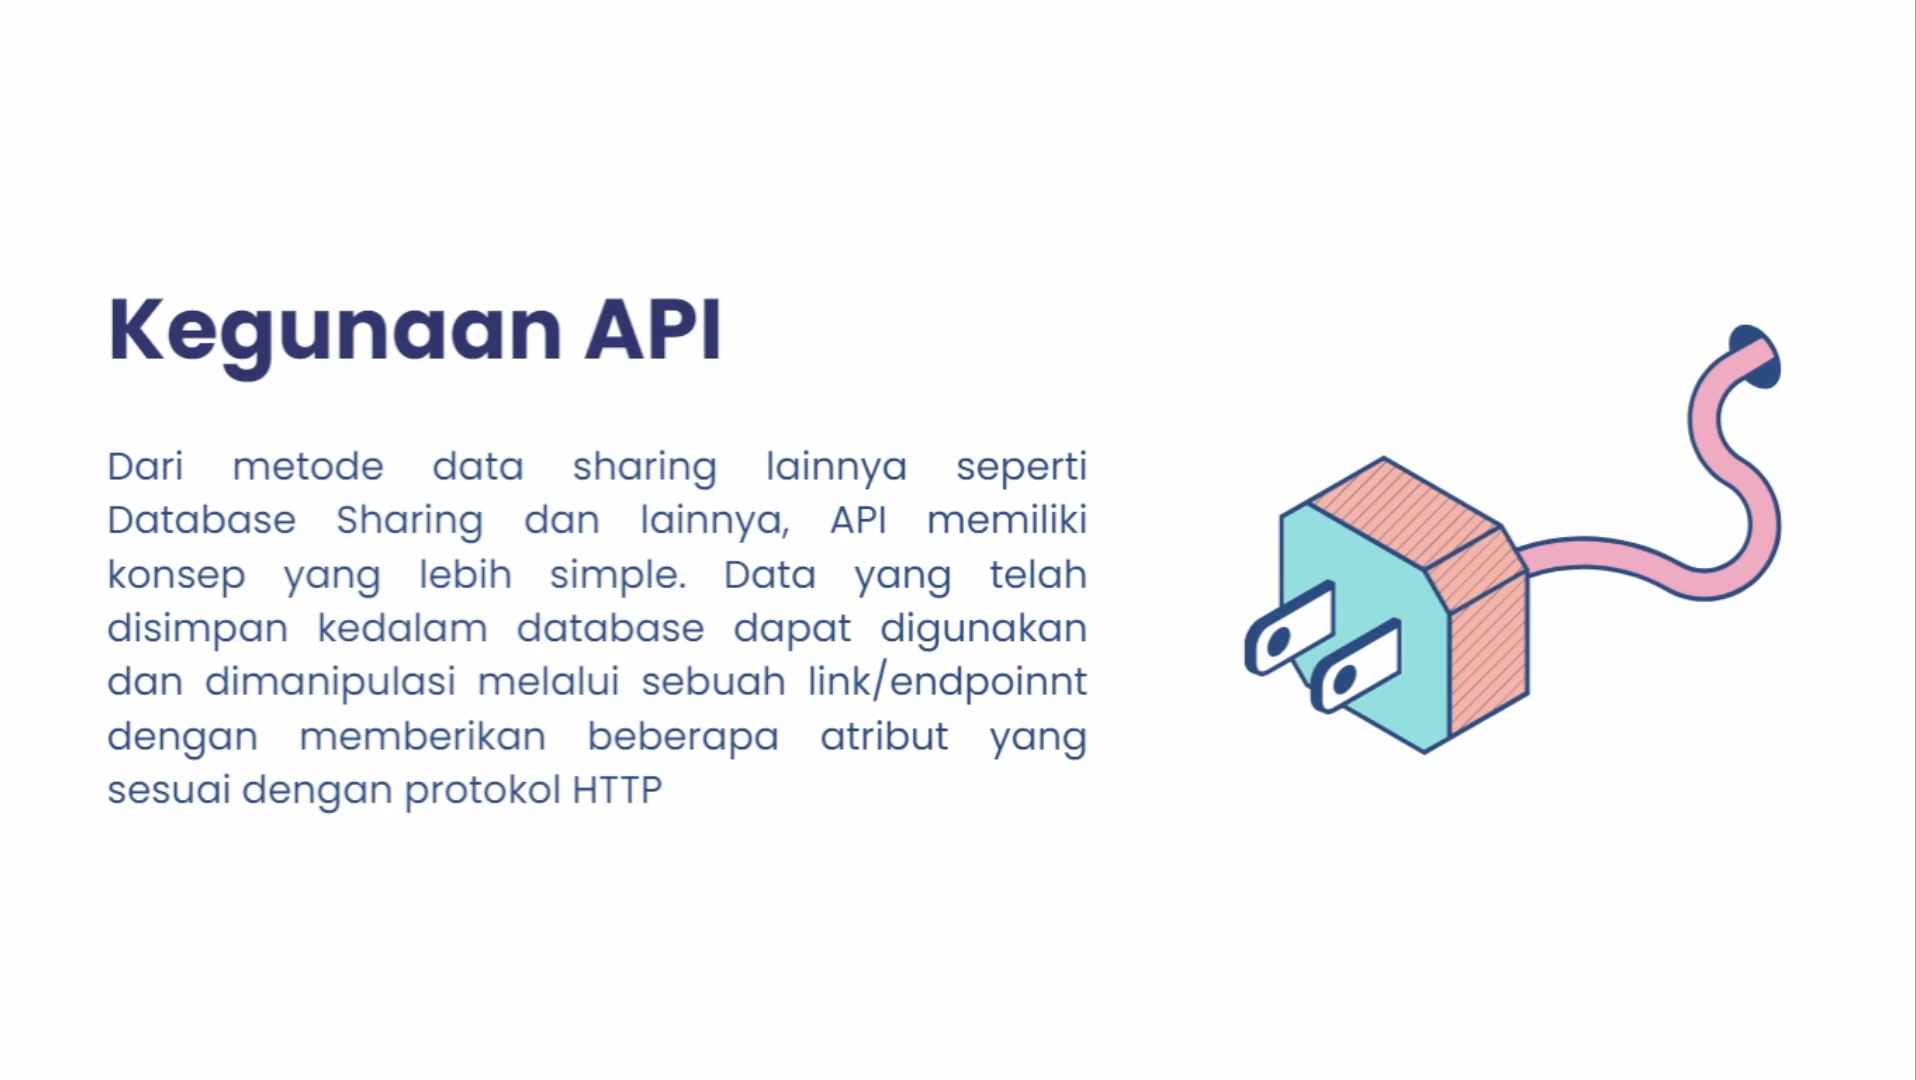 Kegunaan API
Dari metode data sharing lainnya seperti
Database Sharing dan lainnya, API memiliki
konsep yang lebih simple. Data yang telah
disimpan kedalam database dapat digunakan
dan dimanipulasi melalui sebuah link/endpoinnt
dengan memberikan beberapa atribut yang
sesuai dengan protokol HTTP